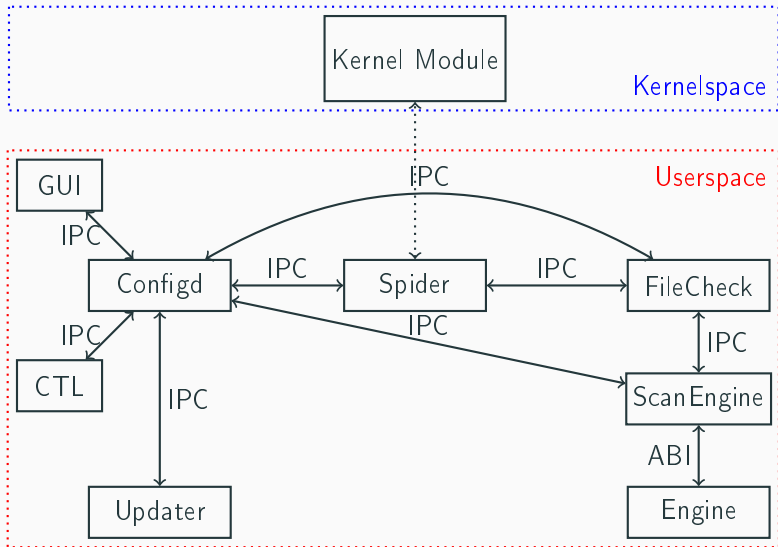 Kernel Module
Kernelspace
IPC
Userspace
GUI
IPC
Configd
IPC
Spider
IPC
FileCheck
IPC
IPC
IPC
CTL
ScanEngine
IPC
ABI
Updater
Engine